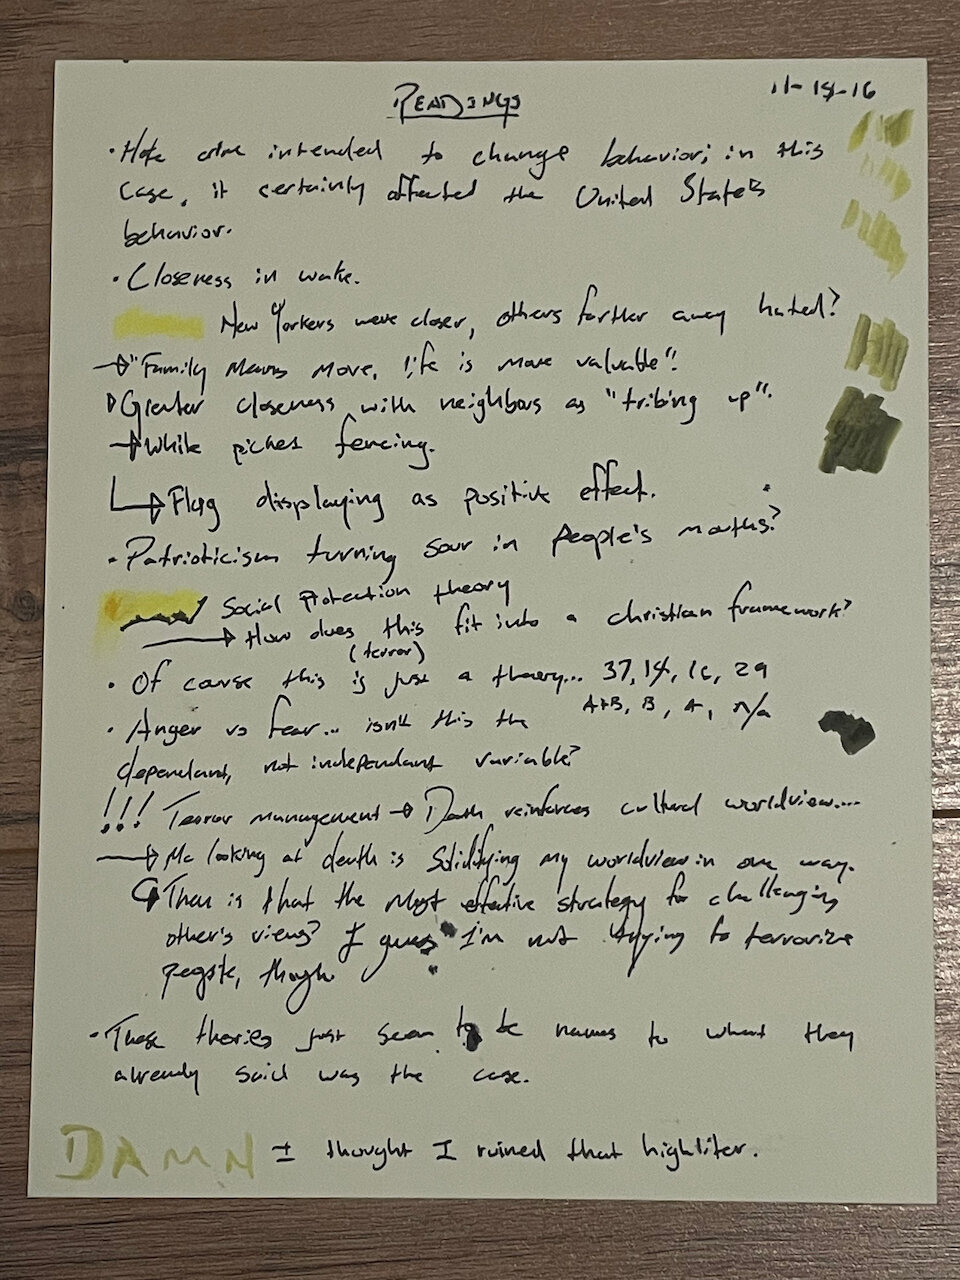 READINGS
11-14-16
• Hate crime intended to change behavior; in this
case, it certainly affected the United State's
behavior.
• Closeness in wake.
New Yorkers were closer, others farther away hated?
→ "Family means more, life is more valuable"!
Greater closeness with neighbors as "tribing up".
→ White picket fencing.
↳ Flag displaying as positive effect.
• Patrioticism turning sour in people's mouths?
Social Protection theory
→ How does this fit into a christian framework?
(terror)
• Of course this is just a theory... 37, 14, 16, 29
A+B, B, A, n/a
• Anger vs fear... isn't this the
dependant, not independant variable?
!!! Terror management → Death reinforces cultural worldview....
→ Me looking at death is solidifying my worldview in one way.
↳ Then is that the most effective strategy for challenging
other's views? I guess I'm not trying to terrorize
people, though.
• These theories just seem to be names to what they
already said was the case.
DAMN I thought I ruined that highliter.